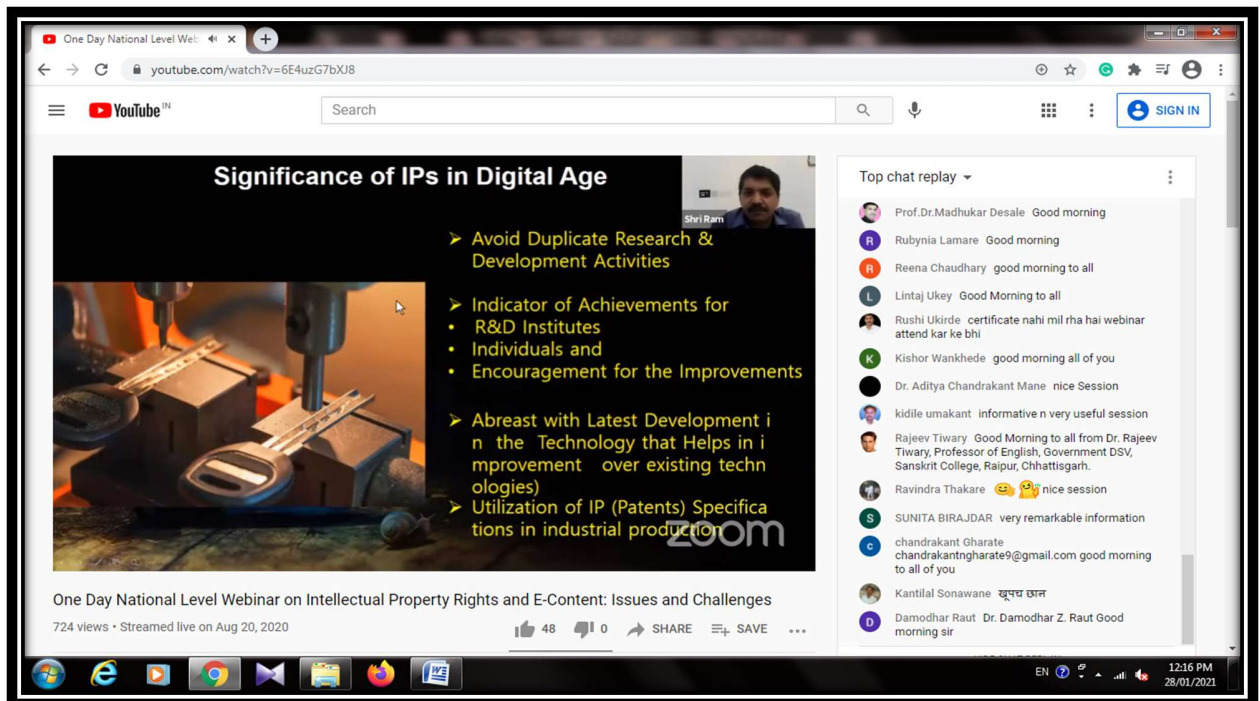 One Day National Level Web
youtube.com/watch?v=6E4uzG7bXJ8
YouTube IN
Search
SIGN IN
Significance of IPs in Digital Age
Shri Ram
➢ Avoid Duplicate Research &
Development Activities
➢ Indicator of Achievements for
• R&D Institutes
• Individuals and
• Encouragement for the Improvements
➢ Abreast with Latest Development i
n the Technology that Helps in i
mprovement over existing techn
ologies)
➢ Utilization of IP (Patents) Specifica
tions in industrial production
zoom
One Day National Level Webinar on Intellectual Property Rights and E-Content: Issues and Challenges
724 views • Streamed live on Aug 20, 2020
48
0
SHARE
SAVE
Top chat replay
Prof.Dr.Madhukar Desale Good morning
R
Rubynia Lamare Good morning
R
Reena Chaudhary good morning to all
L
Lintaj Ukey Good Morning to all
Rushi Ukirde certificate nahi mil rha hai webinar
attend kar ke bhi
K
Kishor Wankhede good morning all of you
Dr. Aditya Chandrakant Mane nice Session
kidile umakant informative n very useful session
Rajeev Tiwary Good Morning to all from Dr. Rajeev
Tiwary, Professor of English, Government DSV,
Sanskrit College, Raipur, Chhattisgarh.
Ravindra Thakare 😊 🤗 nice session
S
SUNITA BIRAJDAR very remarkable information
c
chandrakant Gharate
chandrakantngharate9@gmail.com good morning
to all of you
Kantilal Sonawane खूपच छान
D
Damodhar Raut Dr. Damodhar Z. Raut Good
morning sir
EN
12:16 PM
28/01/2021